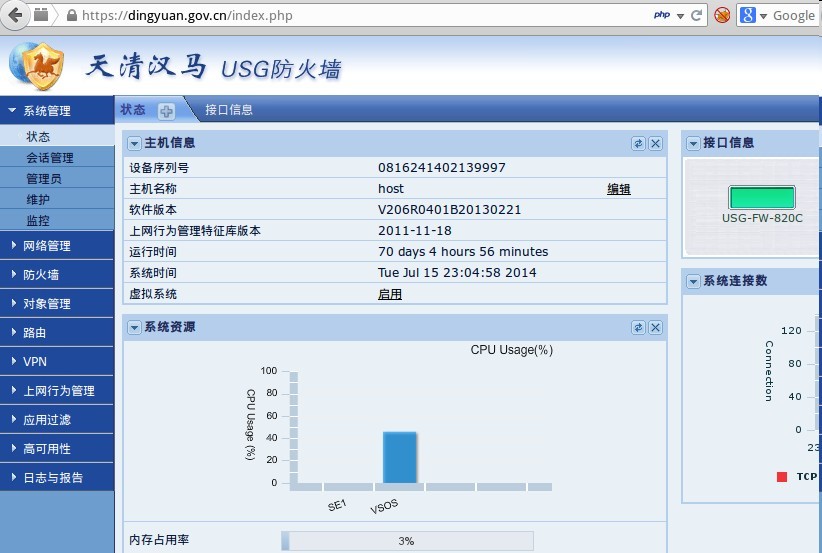 https://dingyuan.gov.cn/index.php
php
Google
天清汉马 USG防火墙
系统管理
状态
会话管理
管理员
维护
监控
网络管理
防火墙
对象管理
路由
VPN
上网行为管理
应用过滤
高可用性
日志与报告
状态 接口信息
主机信息
设备序列号 0816241402139997
主机名称 host 编辑
软件版本 V206R0401B20130221
上网行为管理特征库版本 2011-11-18
运行时间 70 days 4 hours 56 minutes
系统时间 Tue Jul 15 23:04:58 2014
虚拟系统 启用
系统资源
CPU Usage(%)
CPU Usage (%)
100
80
60
40
20
0
SE1 VSOS
内存占用率 3%
接口信息
USG-FW-820C
系统连接数
Connection
120
80
40
0
23
TCP